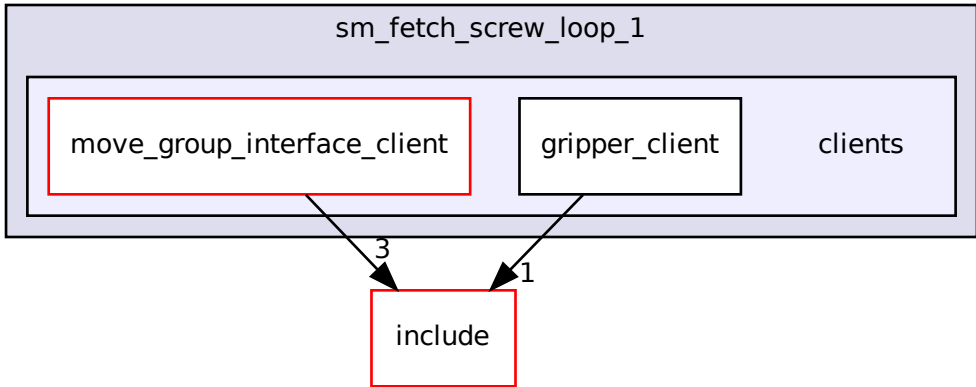 sm_fetch_screw_loop_1
move_group_interface_client
gripper_client
clients
3
1
include